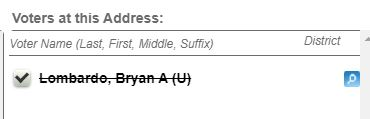 Voters at this Address:
Voter Name (Last, First, Middle, Suffix) District
Lombardo, Bryan A (U)